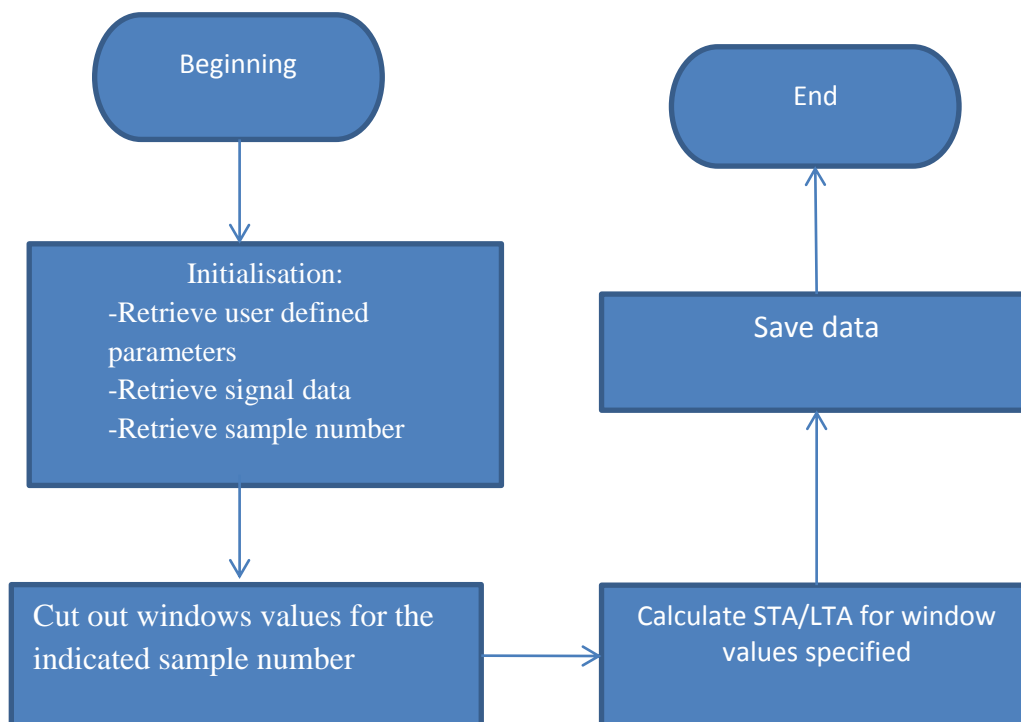 Beginning
Initialisation:
-Retrieve user defined
parameters
-Retrieve signal data
-Retrieve sample number
Cut out windows values for the
indicated sample number
Calculate STA/LTA for window
values specified
Save data
End